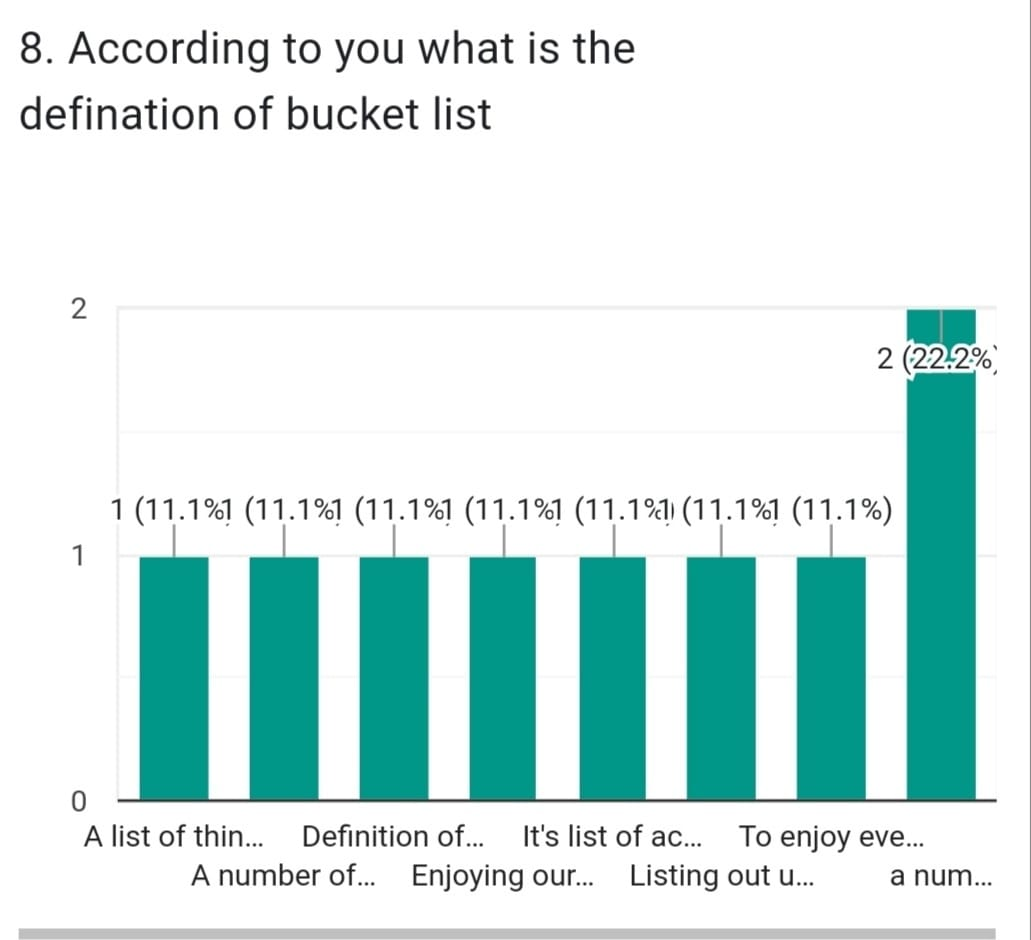 8. According to you what is the
defination of bucket list
2
2 (22.2%)
1 (11.1%) 1 (11.1%) 1 (11.1%) 1 (11.1%) 1 (11.1%) 1 (11.1%) 1 (11.1%)
1
0
A list of thin... Definition of... It's list of ac... To enjoy eve...
A number of... Enjoying our... Listing out u... a num...